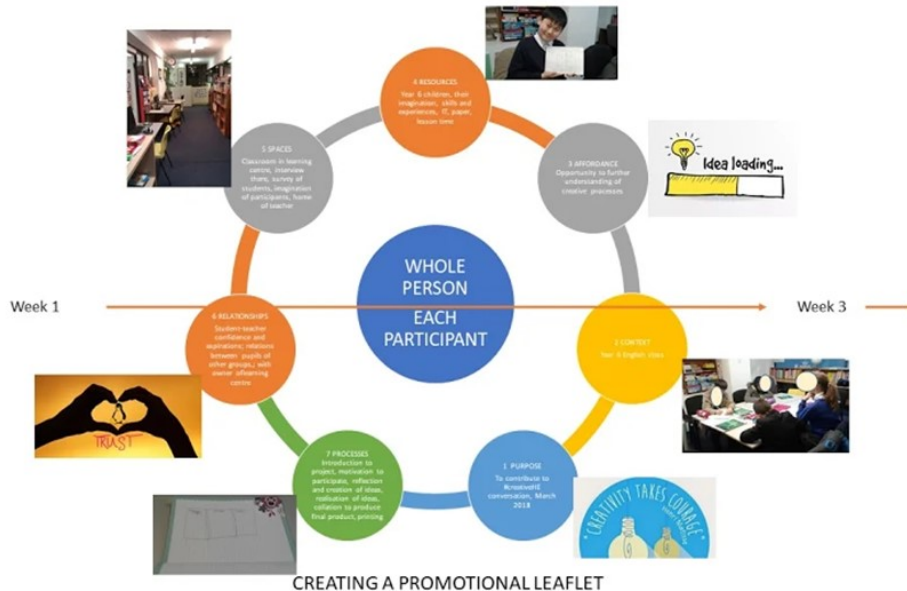 4 RESOURCES
Year 6 children, their
imagination, skills and
experiences, IT, paper,
lesson time
5 SPACES
Classroom in learning
centre, interview
there, survey of
students, imagination
of participants, home
of teacher
3 AFFORDANCE
Opportunity to further
understanding of
creative processes
Idea loading...
WHOLE
PERSON
EACH
PARTICIPANT
Week 1
Week 3
6 RELATIONSHIPS
Student-teacher
confidence and
aspirations; relations
between pupils of
other groups,; with
owner of learning
centre
2 CONTEXT
Year 6 English class
TRUST
7 PROCESSES
Introduction to
project, motivation to
participate, reflection
and creation of ideas,
realisation of ideas,
collation to produce
final product, printing
1 PURPOSE
To contribute to
#creativeHE
conversation, March
2018
"CREATIVITY TAKES COURAGE"
CREATING A PROMOTIONAL LEAFLET